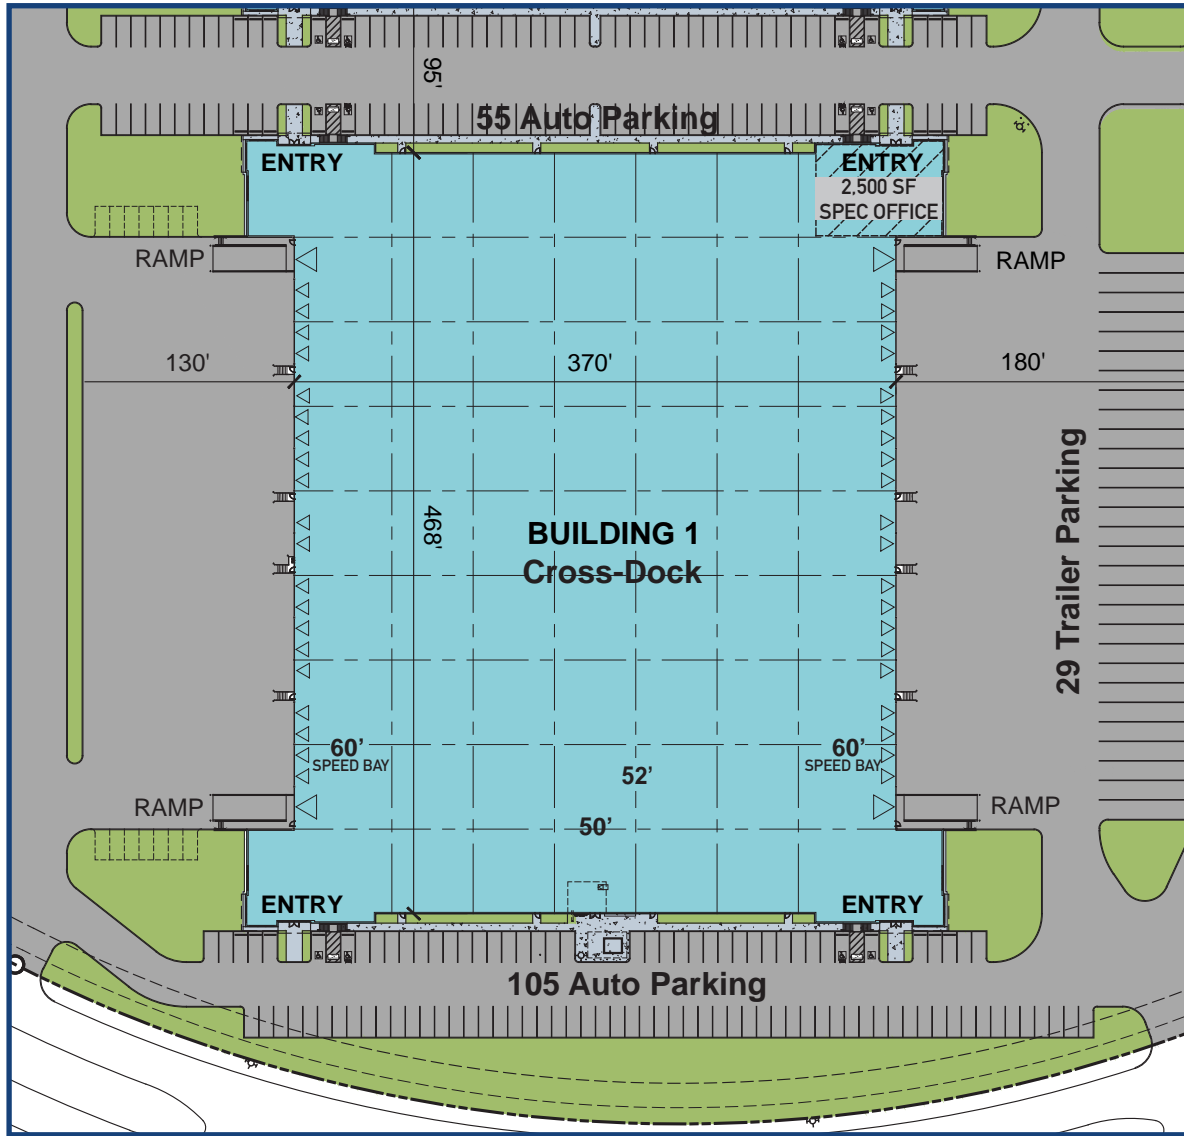 95'
55 Auto Parking
ENTRY
ENTRY
2,500 SF
SPEC OFFICE
RAMP
RAMP
130'
370'
180'
468'
BUILDING 1
Cross-Dock
29 Trailer Parking
60’
SPEED BAY
60’
SPEED BAY
52’
50’
RAMP
RAMP
ENTRY
ENTRY
105 Auto Parking